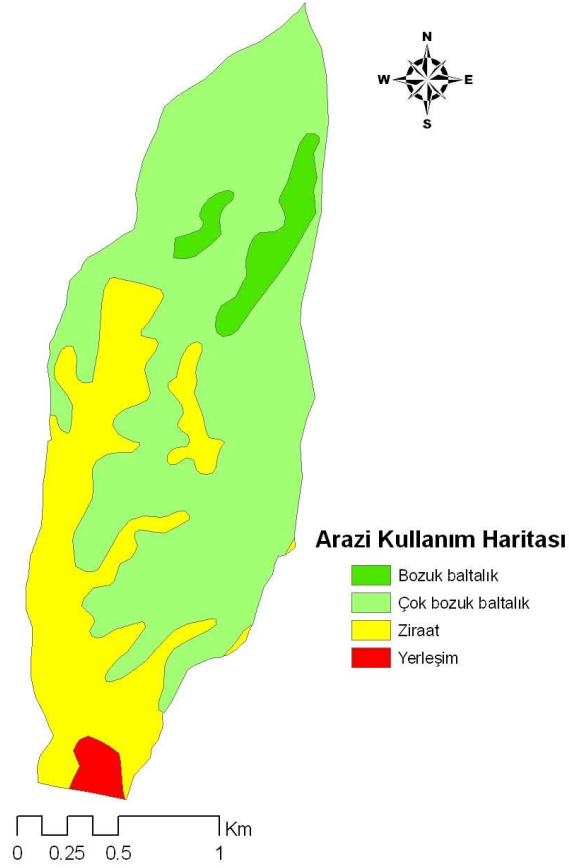 N
W E
S
Arazi Kullanım Haritası
Bozuk baltalık
Çok bozuk baltalık
Ziraat
Yerleşim
Km
0 0.25 0.5 1